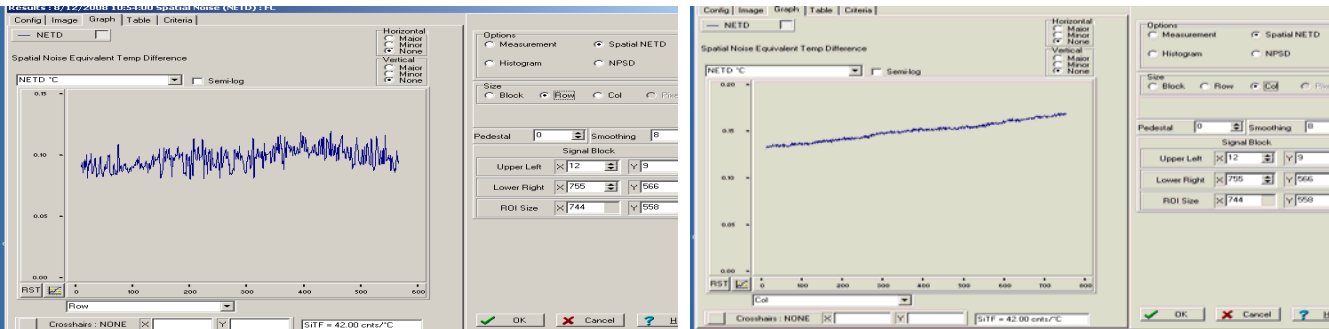 Results : 8/12/2008 10:54:00 Spatial Noise (NETD) : FC
Config Image Graph Table Criteria
NETD
Horizontal
Major
Minor
None
Vertical
Major
Minor
None
Spatial Noise Equivalent Temp Difference
NETD °C
Semi-log
0.15
0.10
0.05
0.00
RST
0 100 200 300 400 500 600
Row
Crosshairs : NONE X Y SiTF = 42.00 cnts/°C
Options
Measurement Spatial NETD
Histogram NPSD
Size
Block Row Col
Pedestal 0 Smoothing 8
Signal Block
Upper Left X 12 Y 9
Lower Right X 755 Y 566
ROI Size X 744 Y 558
OK Cancel ? H
Config Image Graph Table Criteria
NETD
Horizontal
Major
Minor
None
Vertical
Major
Minor
None
Spatial Noise Equivalent Temp Difference
NETD °C
Semi-log
0.20
0.15
0.10
0.05
0.00
RST
0 100 200 300 400 500 600 700 800
Col
Crosshairs : NONE X Y SiTF = 42.00 cnts/°C
Options
Measurement Spatial NETD
Histogram NPSD
Size
Block Row Col
Pedestal 0 Smoothing 8
Signal Block
Upper Left X 12 Y 9
Lower Right X 755 Y 566
ROI Size X 744 Y 558
OK Cancel ? H